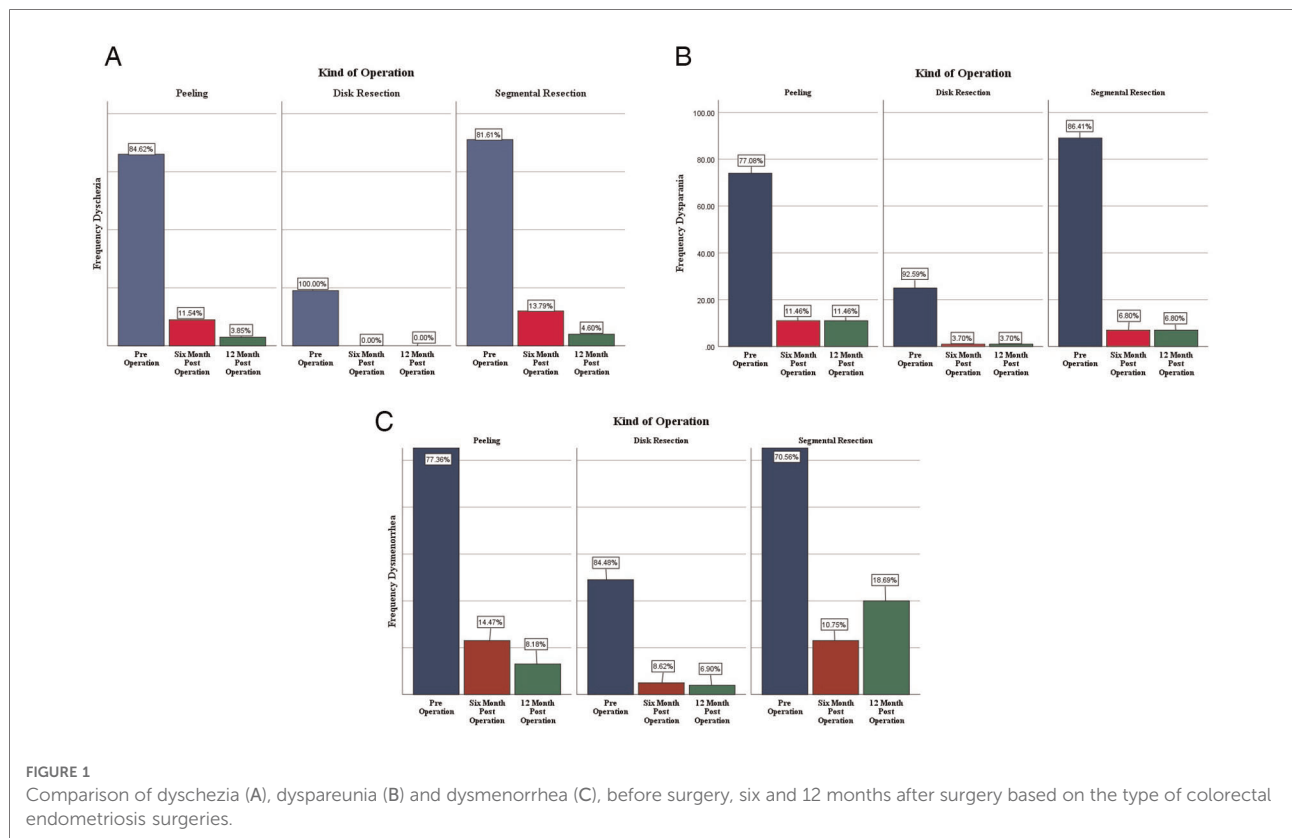 A
Kind of Operation
Peeling
Disk Resection
Segmental Resection
Frequency Dyschezia
84.62%
11.54%
3.85%
100.00%
0.00%
0.00%
81.61%
13.79%
4.60%
Pre Operation
Six Month Post Operation
12 Month Post Operation
Pre Operation
Six Month Post Operation
12 Month Post Operation
Pre Operation
Six Month Post Operation
12 Month Post Operation
B
Kind of Operation
Peeling
Disk Resection
Segmental Resection
Frequency Dysparania
100.00
80.00
60.00
40.00
20.00
.00
77.08%
11.46%
11.46%
92.59%
3.70%
3.70%
86.41%
6.80%
6.80%
Pre Operation
Six Month Post Operation
12 Month Post Operation
Pre Operation
Six Month Post Operation
12 Month Post Operation
Pre Operation
Six Month Post Operation
12 Month Post Operation
C
Kind of Operation
Peeling
Disk Resection
Segmental Resection
Frequency Dysmenorrhea
77.36%
14.47%
8.18%
84.48%
8.62%
6.90%
70.56%
10.75%
18.69%
Pre Operation
Six Month Post Operation
12 Month Post Operation
Pre Operation
Six Month Post Operation
12 Month Post Operation
Pre Operation
Six Month Post Operation
12 Month Post Operation
FIGURE 1
Comparison of dyschezia (A), dyspareunia (B) and dysmenorrhea (C), before surgery, six and 12 months after surgery based on the type of colorectal
endometriosis surgeries.